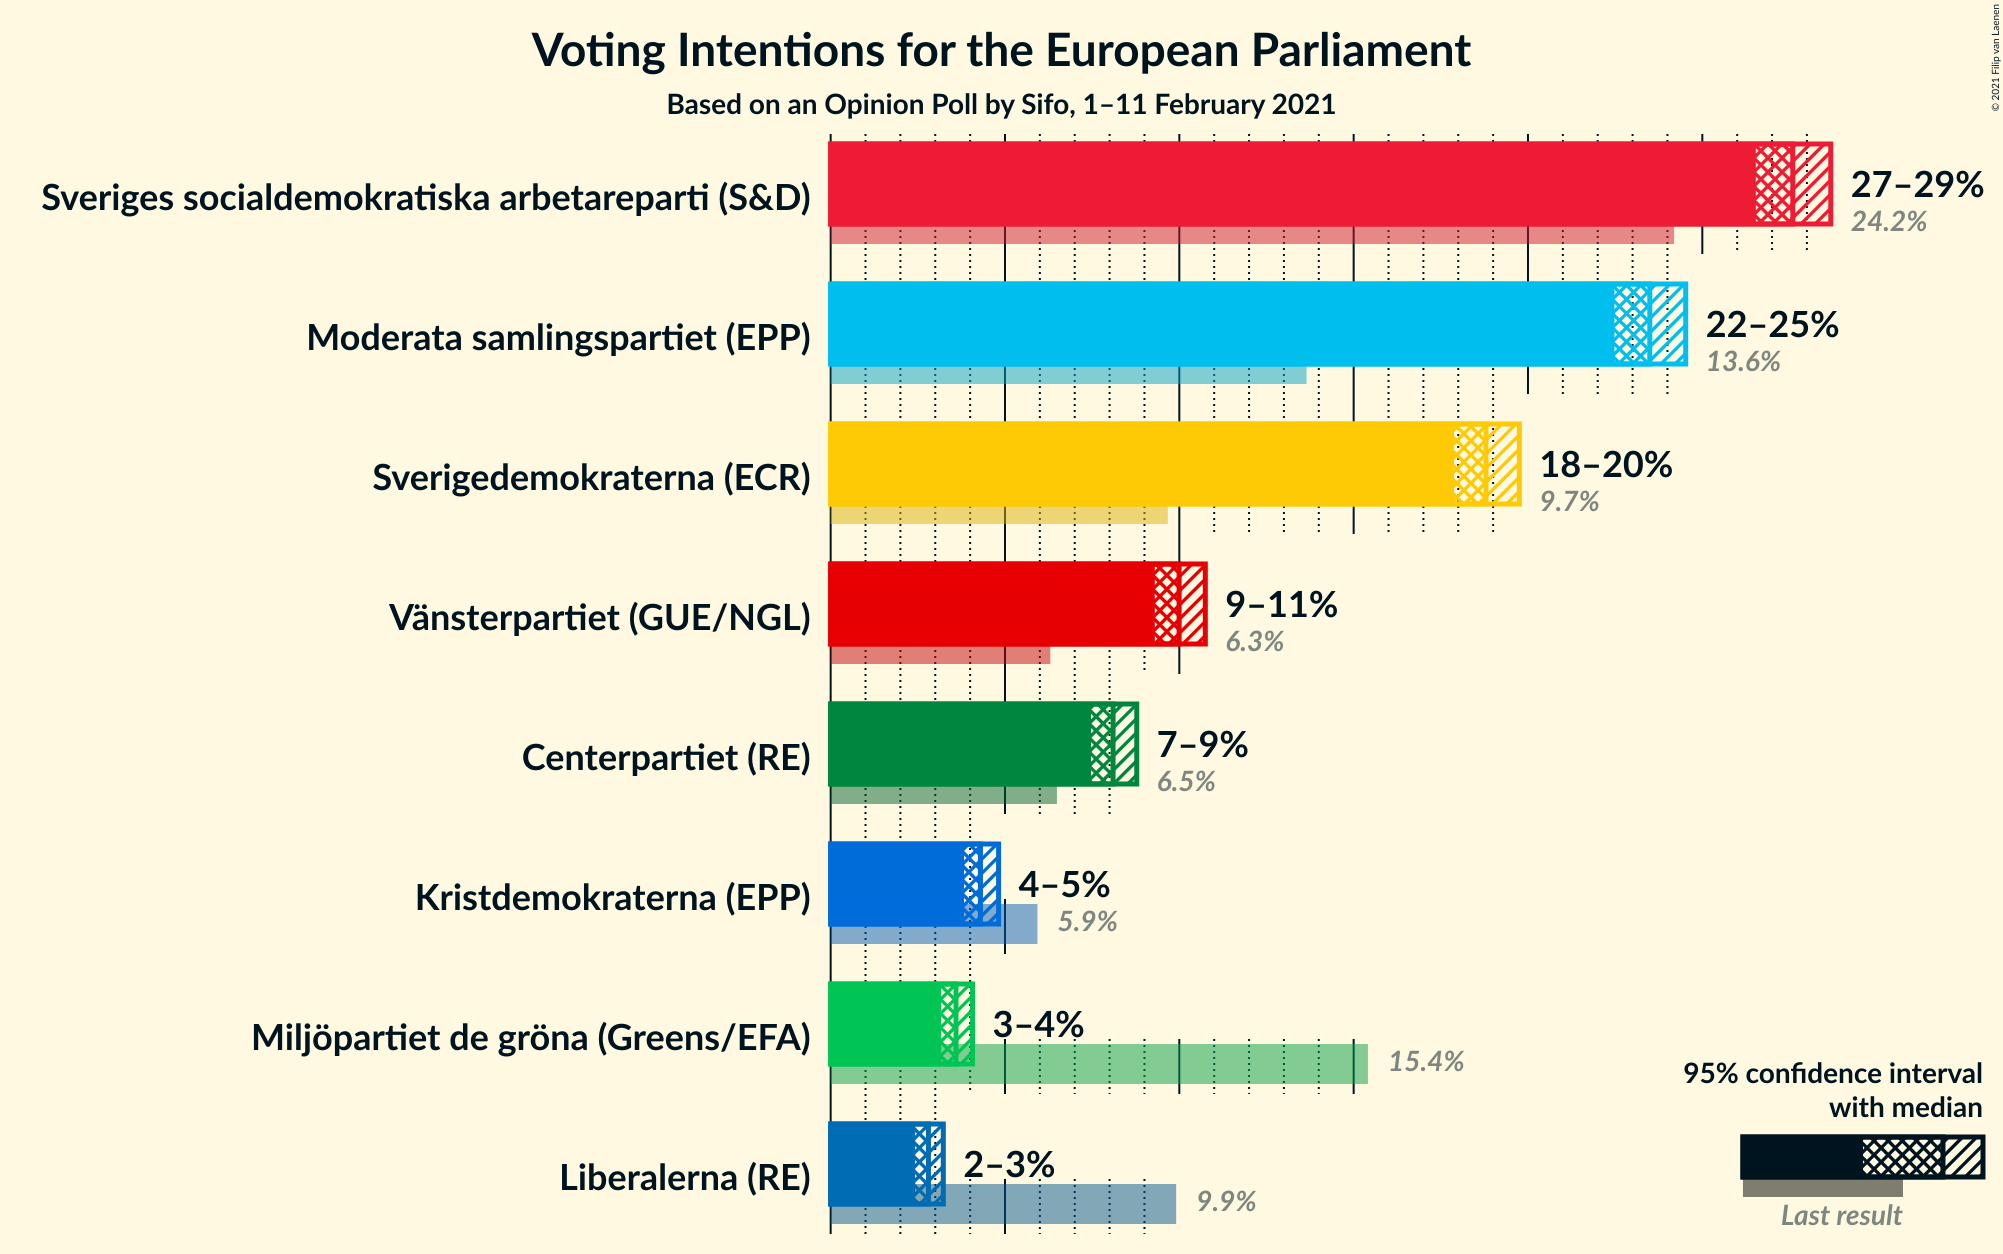 Voting Intentions for the European Parliament
Based on an Opinion Poll by Sifo, 1–11 February 2021
© 2021 Filip van Laenen
Sveriges socialdemokratiska arbetareparti (S&D)
27–29%
24.2%
Moderata samlingspartiet (EPP)
22–25%
13.6%
Sverigedemokraterna (ECR)
18–20%
9.7%
Vänsterpartiet (GUE/NGL)
9–11%
6.3%
Centerpartiet (RE)
7–9%
6.5%
Kristdemokraterna (EPP)
4–5%
5.9%
Miljöpartiet de gröna (Greens/EFA)
3–4%
15.4%
Liberalerna (RE)
2–3%
9.9%
95% confidence interval
with median
Last result